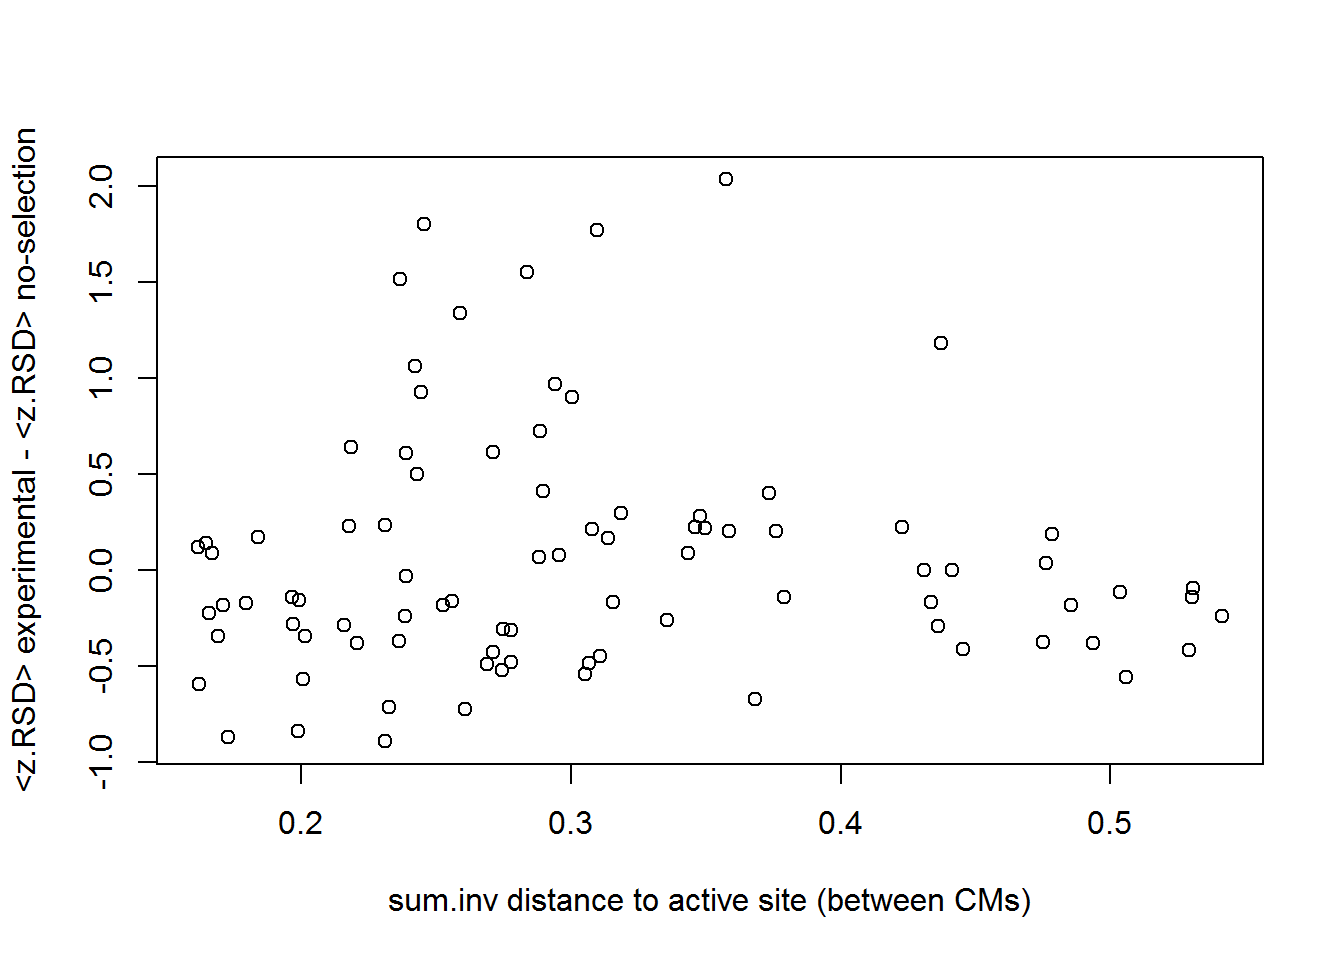 <z.RSD> experimental - <z.RSD> no-selection
2.0
1.5
1.0
0.5
0.0
-0.5
-1.0
0.2 0.3 0.4 0.5
sum.inv distance to active site (between CMs)